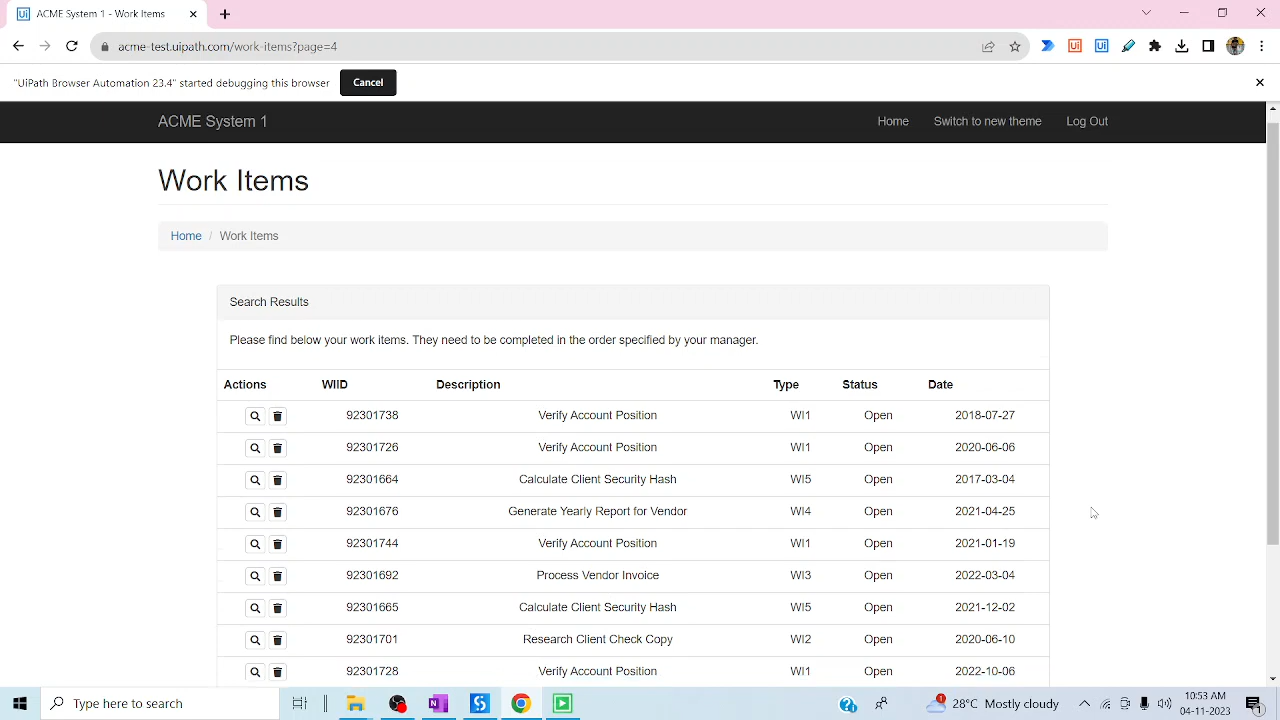 ACME System 1 - Work Items
acme-test.uipath.com/work-items?page=4
"UiPath Browser Automation 23.4" started debugging this browser Cancel
ACME System 1 Home Switch to new theme Log Out
Work Items
Home / Work Items
Search Results
Please find below your work items. They need to be completed in the order specified by your manager.
Actions WIID Description Type Status Date
92301738 Verify Account Position WI1 Open 2018-07-27
92301726 Verify Account Position WI1 Open 2020-06-06
92301664 Calculate Client Security Hash WI5 Open 2017-03-04
92301676 Generate Yearly Report for Vendor WI4 Open 2021-04-25
92301744 Verify Account Position WI1 Open 2021-01-19
92301692 Process Vendor Invoice WI3 Open 2022-03-04
92301665 Calculate Client Security Hash WI5 Open 2021-12-02
92301701 Research Client Check Copy WI2 Open 2020-06-10
92301728 Verify Account Position WI1 Open 2022-10-06
Type here to search
28°C Mostly cloudy
10:53 AM
04-11-2023